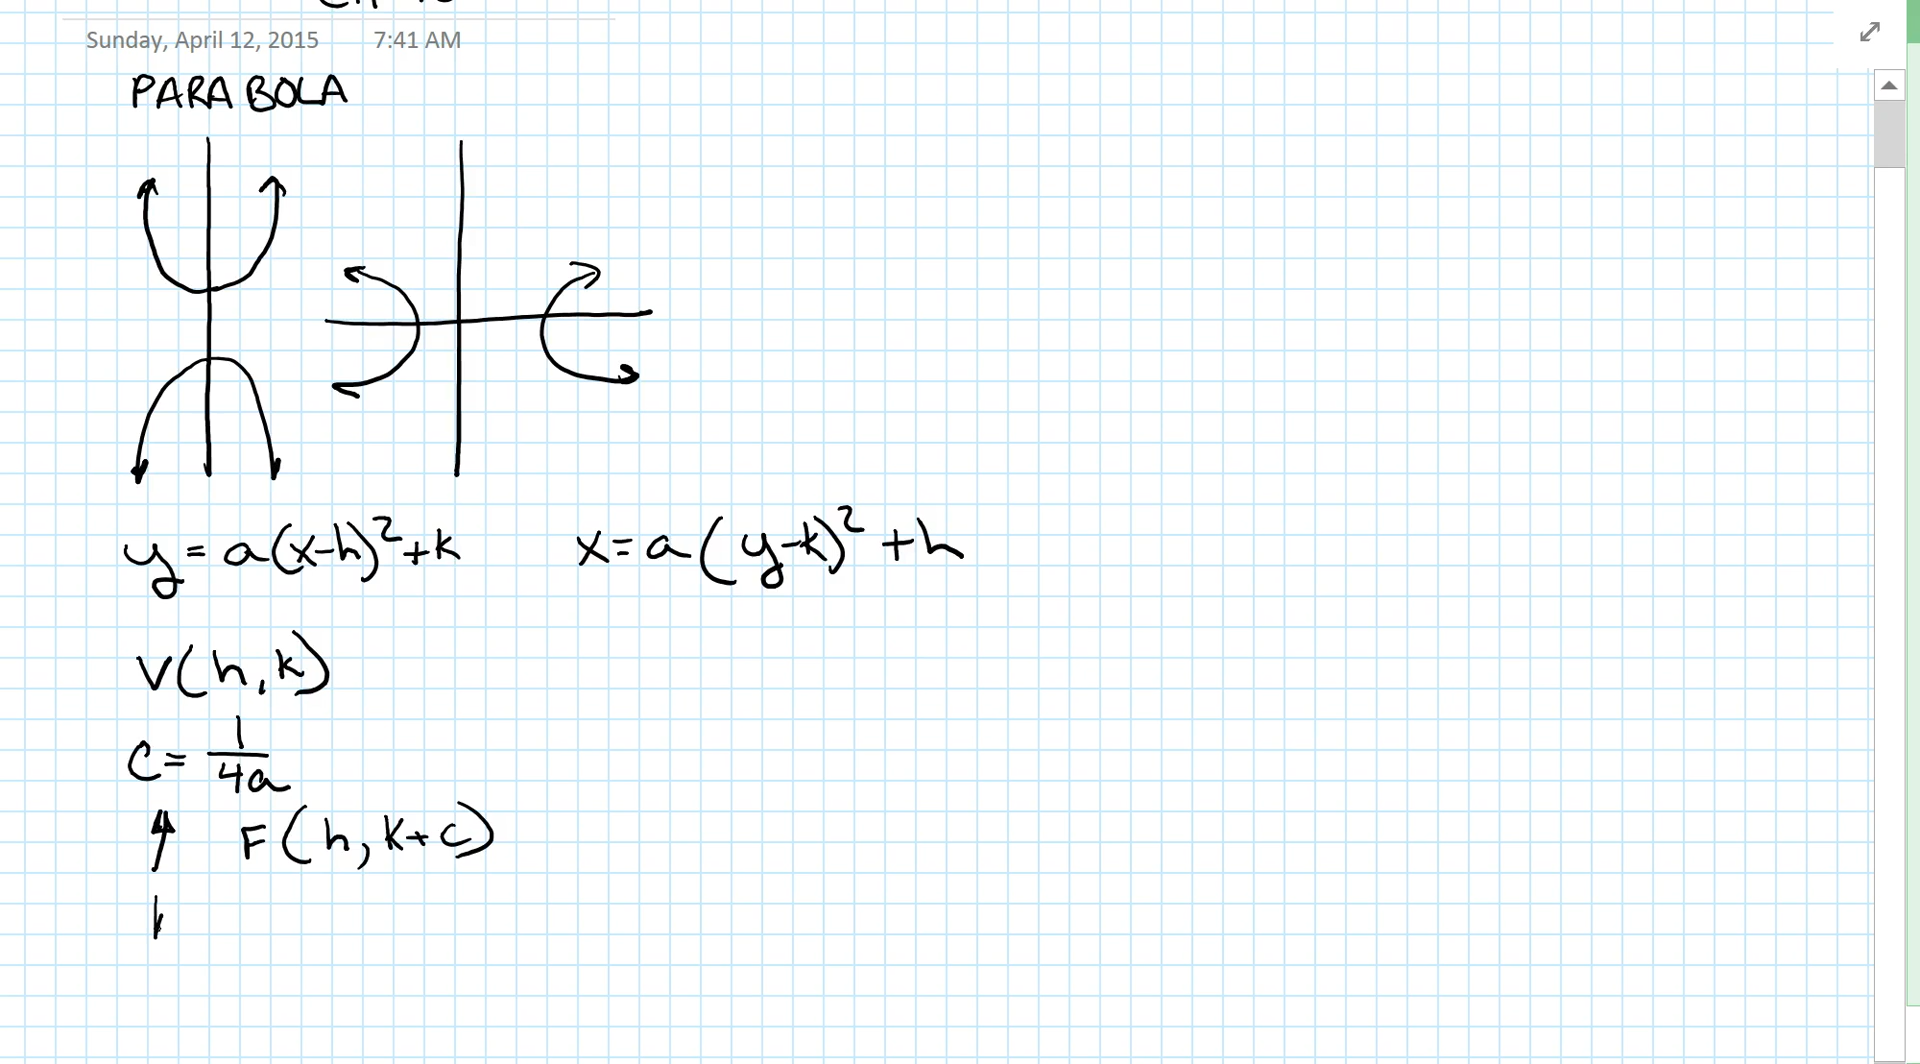 Sunday, April 12, 2015 7:41 AM
PARABOLA
y = a(x-h)² + k x = a(y-k)² + h
V(h, k)
C = 1/4a
F(h, k+c)